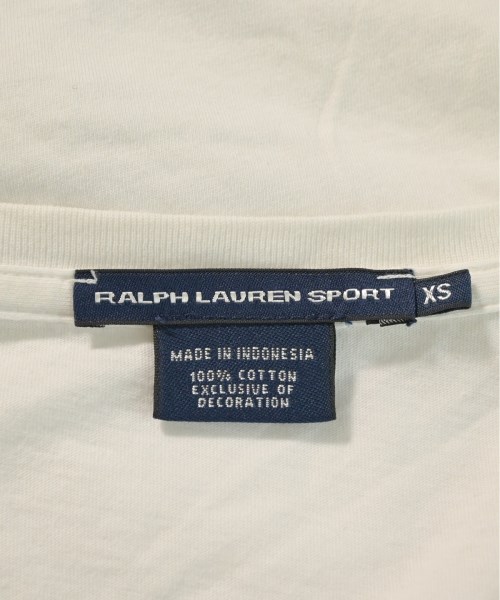 RALPH LAUREN SPORT XS
MADE IN INDONESIA
100% COTTON
EXCLUSIVE OF
DECORATION